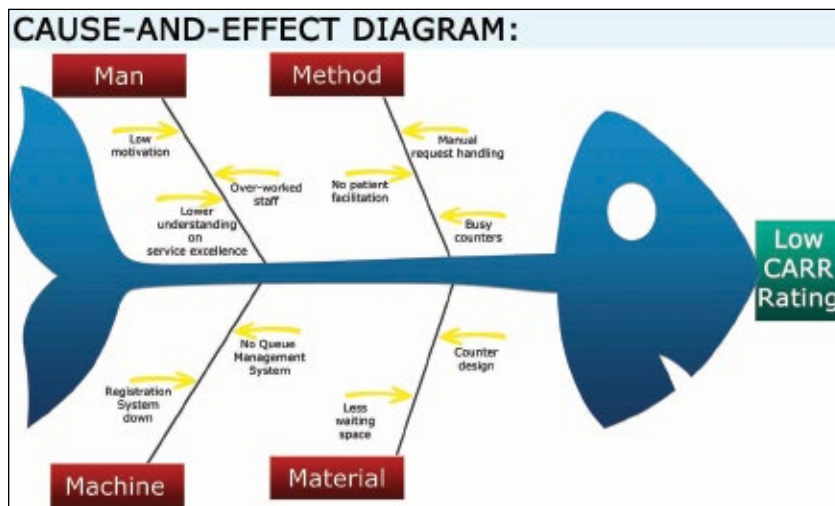 CAUSE-AND-EFFECT DIAGRAM:
Man
Method
Low
motivation
Over-worked
staff
Lower
understanding
on
service excellence
Manual
request handling
No patient
facilitation
Busy
counters
Low
CARR
Rating
No Queue
Management
System
Registration
System
down
Counter
design
Less
waiting
space
Machine
Material